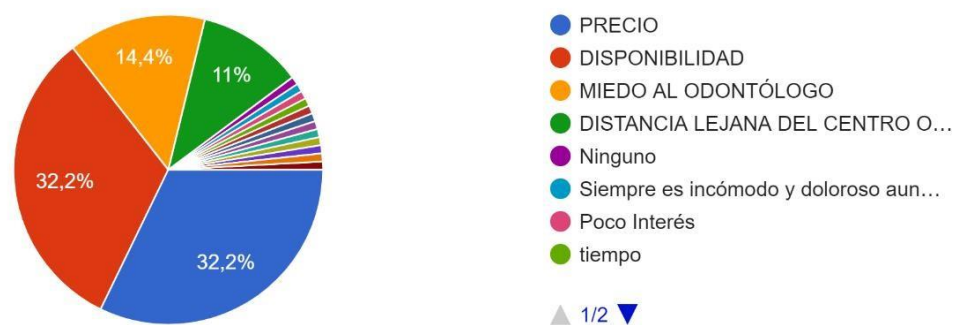 14,4%
11%
32,2%
32,2%
PRECIO
DISPONIBILIDAD
MIEDO AL ODONTÓLOGO
DISTANCIA LEJANA DEL CENTRO O…
Ninguno
Siempre es incómodo y doloroso aun…
Poco Interés
tiempo
1/2